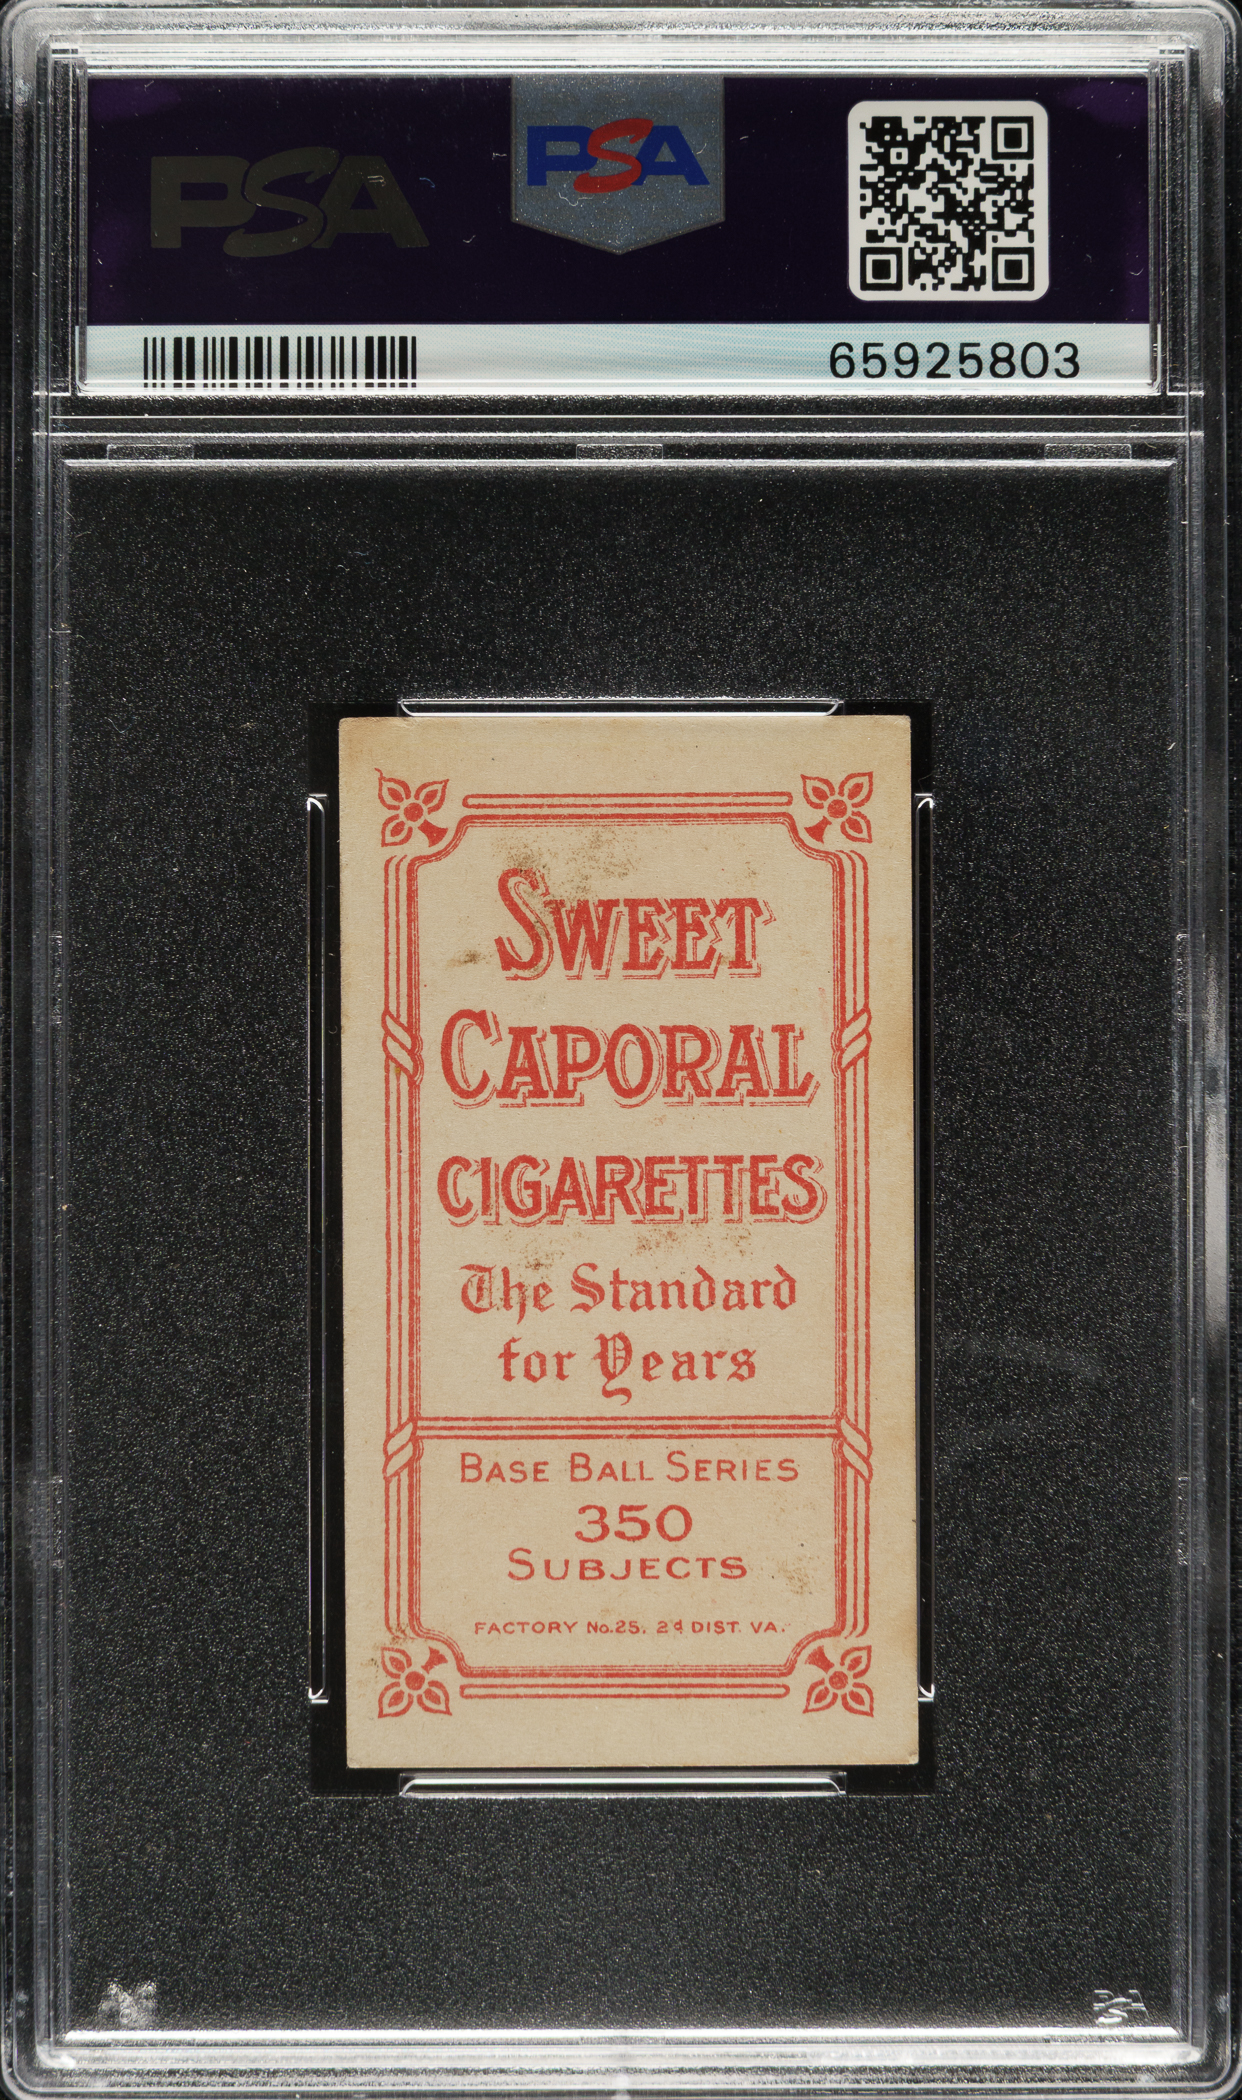 PSA
PSA
65925803
SWEET
CAPORAL
CIGARETTES
The Standard
for Years
BASE BALL SERIES
350
SUBJECTS
FACTORY No. 25, 2d DIST. VA.
PSA